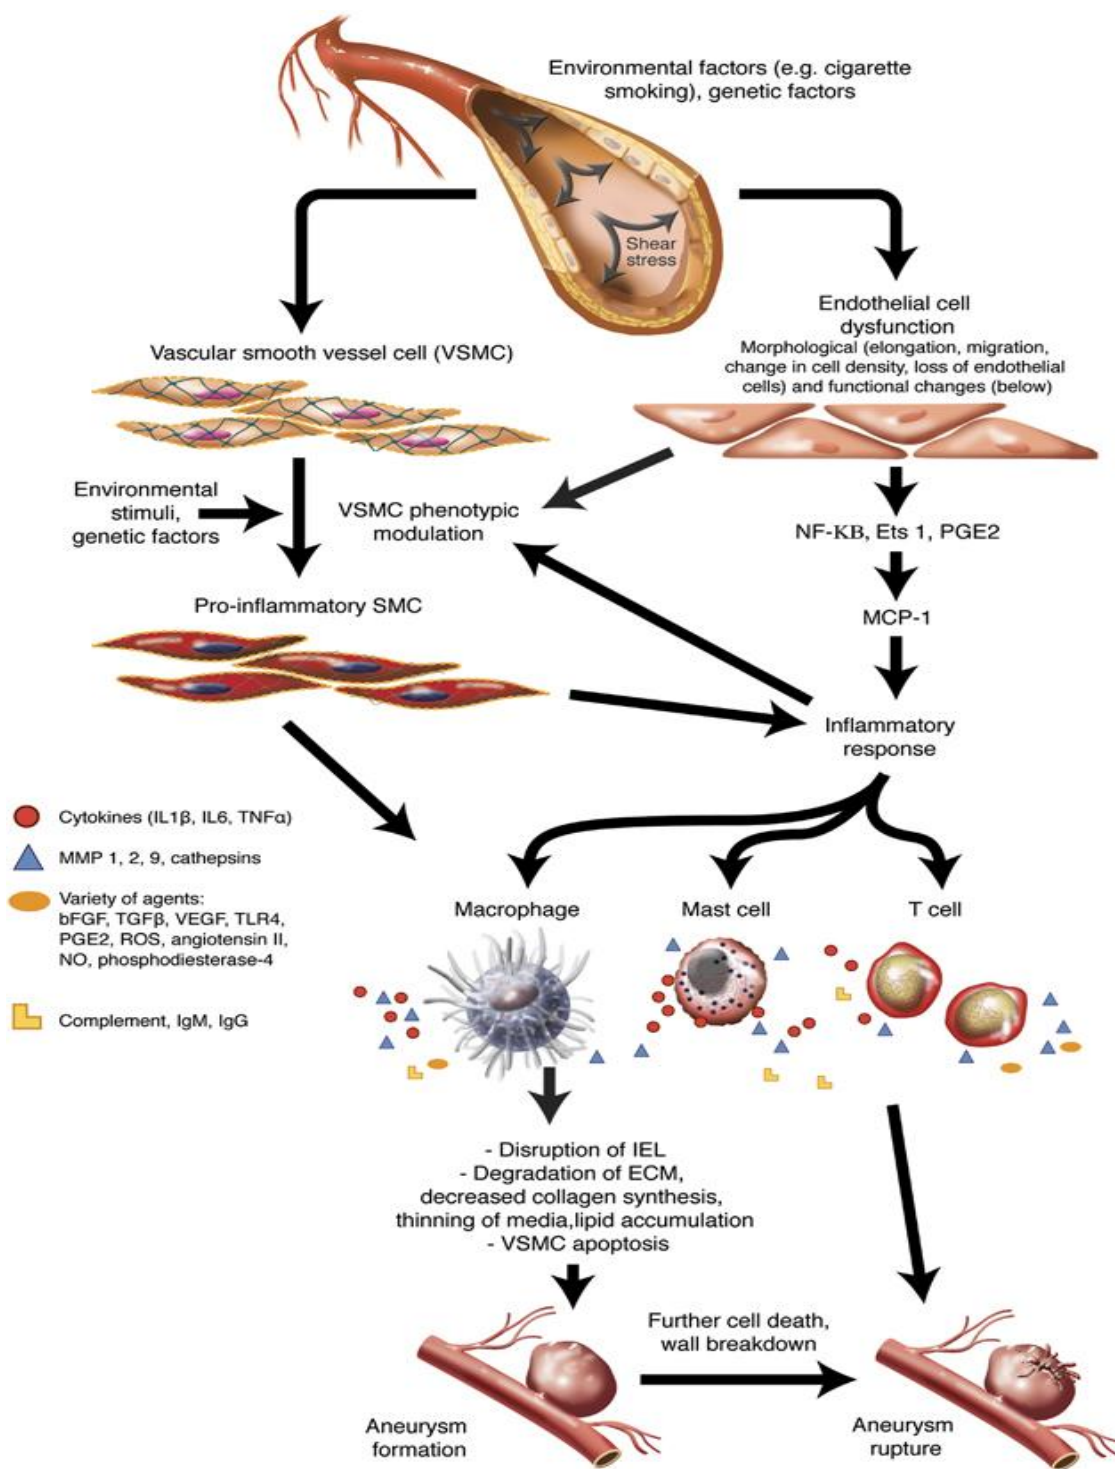 Environmental factors (e.g. cigarette
smoking), genetic factors
Shear
stress
Endothelial cell
dysfunction
Morphological (elongation, migration,
change in cell density, loss of endothelial
cells) and functional changes (below)
Vascular smooth vessel cell (VSMC)
Environmental
stimuli,
genetic factors
VSMC phenotypic
modulation
NF-KB, Ets 1, PGE2
MCP-1
Pro-inflammatory SMC
Inflammatory
response
Cytokines (IL1β, IL6, TNFα)
MMP 1, 2, 9, cathepsins
Variety of agents:
bFGF, TGFβ, VEGF, TLR4,
PGE2, ROS, angiotensin II,
NO, phosphodiesterase-4
Complement, IgM, IgG
Macrophage
Mast cell
T cell
- Disruption of IEL
- Degradation of ECM,
decreased collagen synthesis,
thinning of media,lipid accumulation
- VSMC apoptosis
Further cell death,
wall breakdown
Aneurysm
formation
Aneurysm
rupture